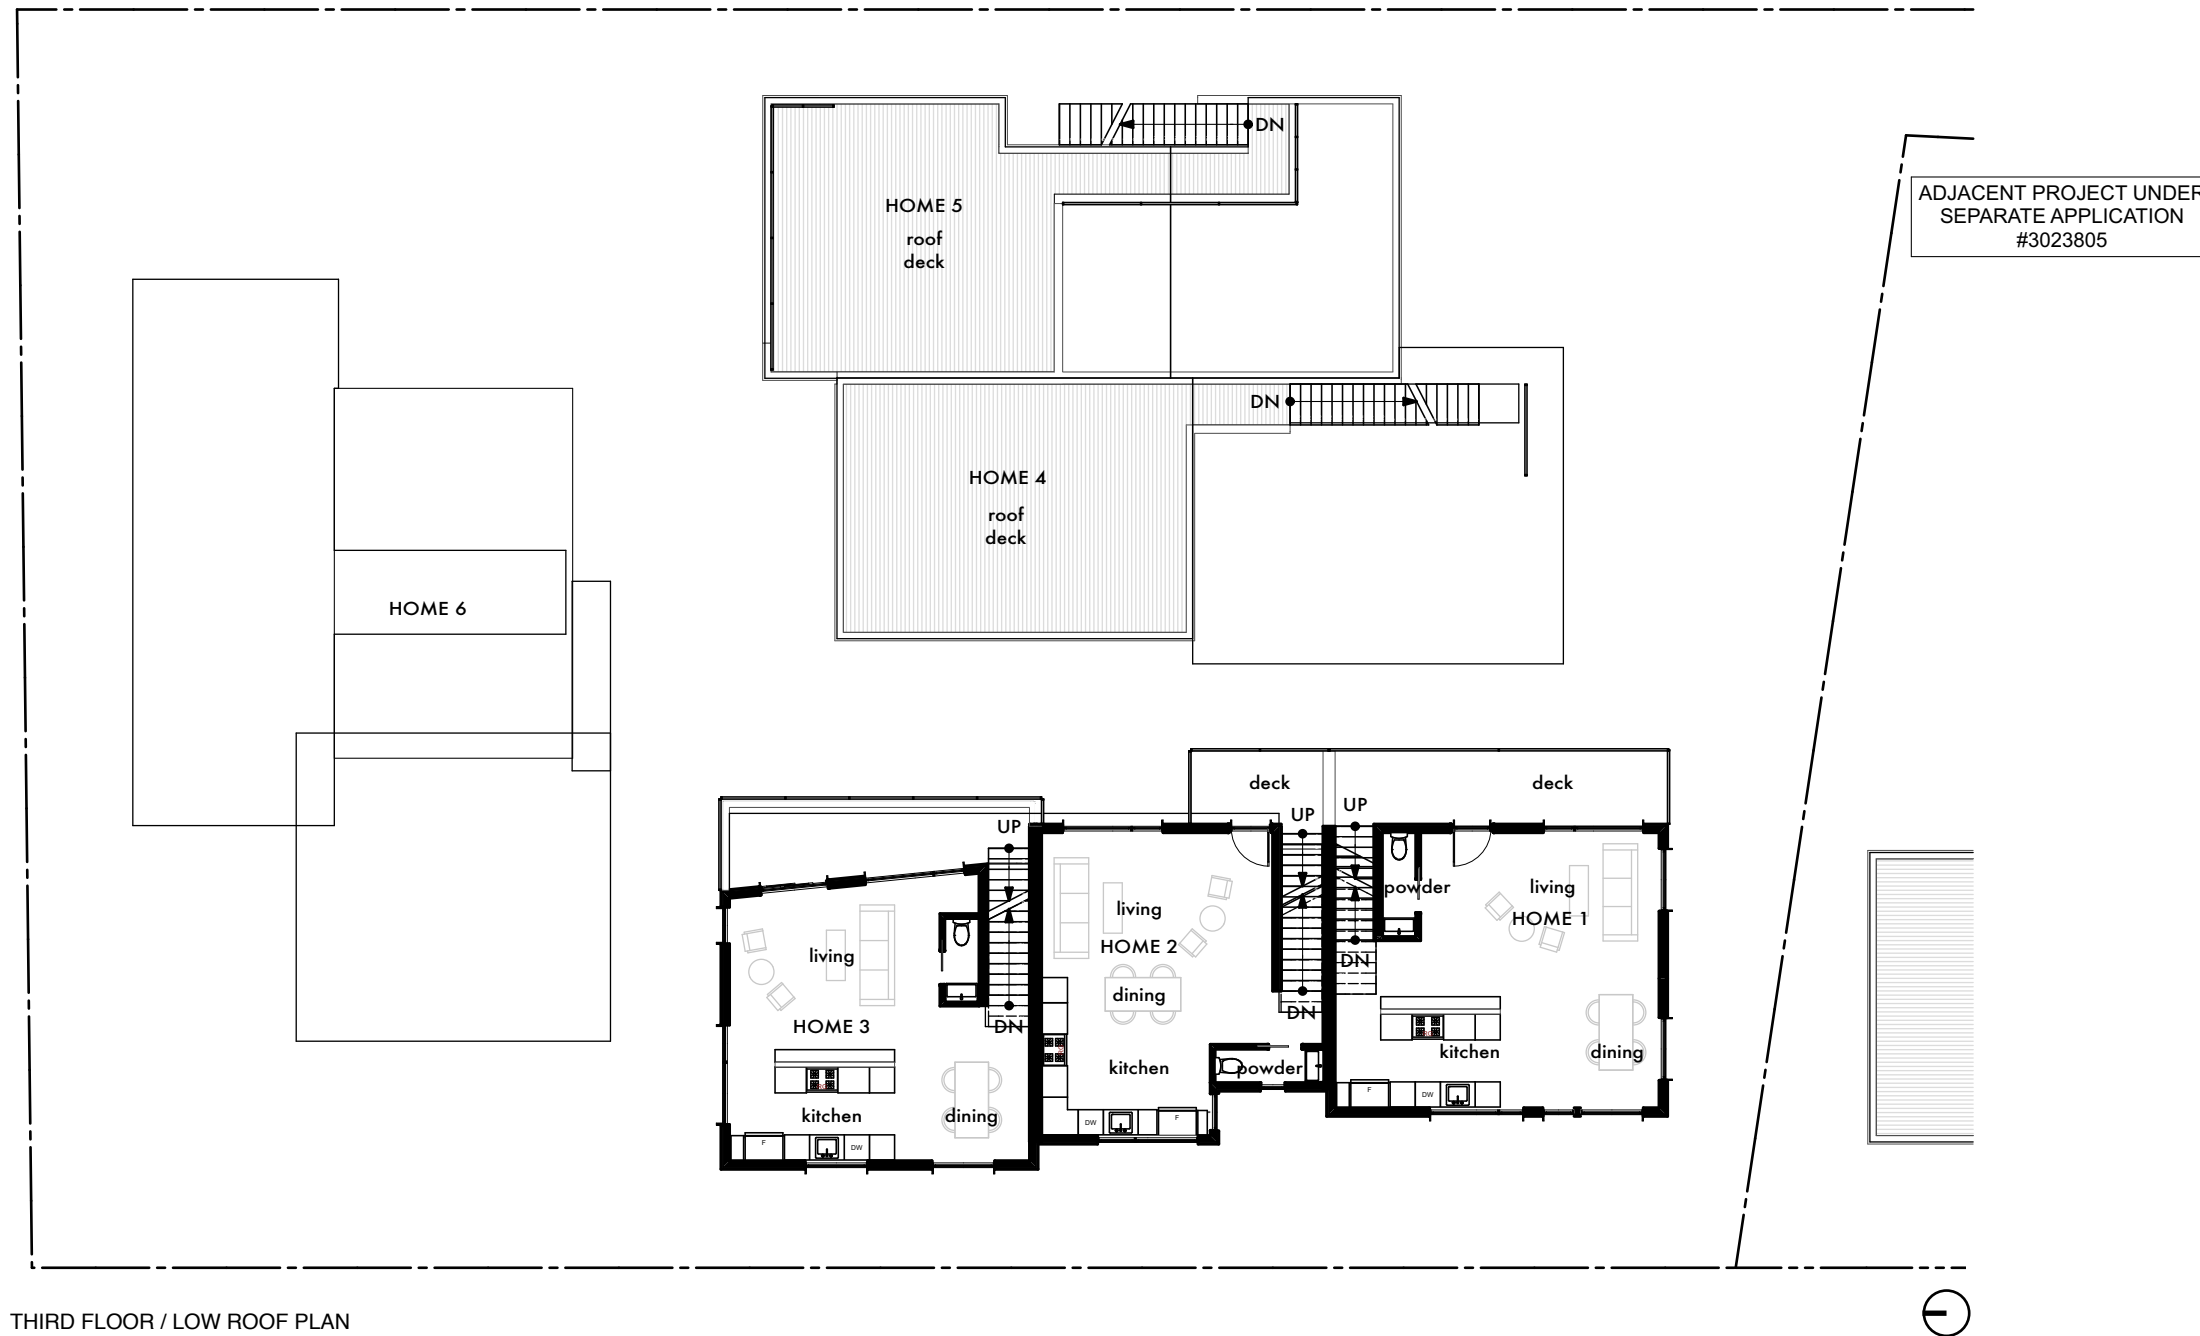 ADJACENT PROJECT UNDER
SEPARATE APPLICATION
#3023805
DN
HOME 5
roof
deck
DN
HOME 4
roof
deck
HOME 6
deck
deck
UP
UP
UP
powder
living
HOME 1
living
HOME 2
living
DN
dining
DN
HOME 3
DN
kitchen
dining
kitchen
powder
F
DW
kitchen
dining
DW
F
F
DW
THIRD FLOOR / LOW ROOF PLAN